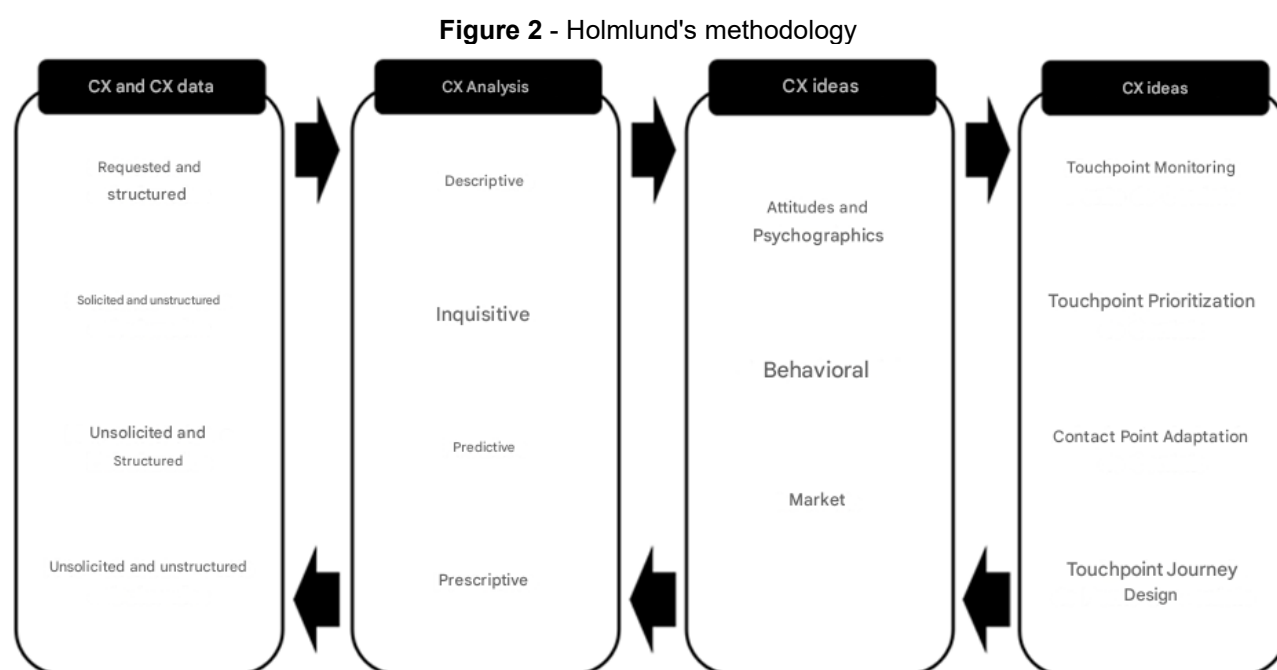 Figure 2 - Holmlund's methodology
CX and CX data
Requested and
structured
Solicited and unstructured
Unsolicited and
Structured
Unsolicited and unstructured
CX Analysis
Descriptive
Inquisitive
Predictive
Prescriptive
CX ideas
Attitudes and
Psychographics
Behavioral
Market
CX ideas
Touchpoint Monitoring
Touchpoint Prioritization
Contact Point Adaptation
Touchpoint Journey
Design